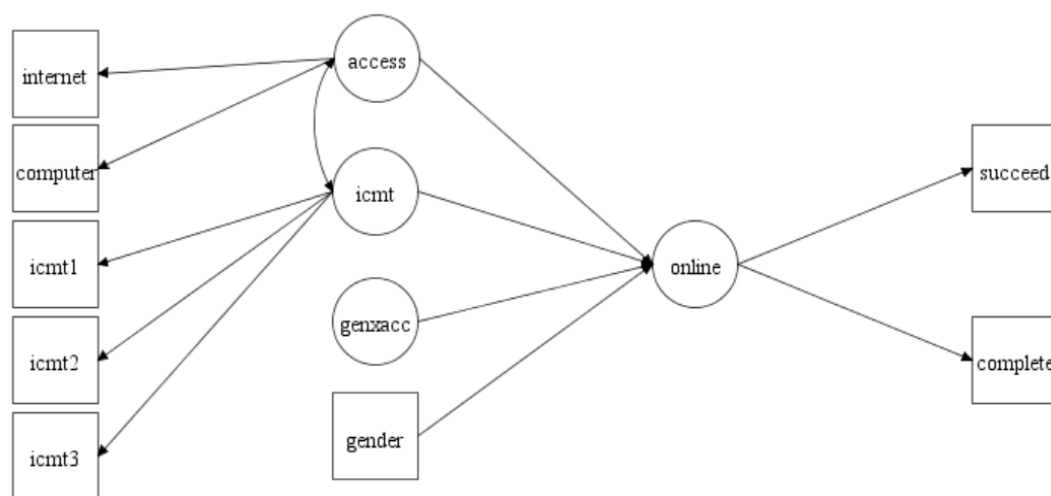 internet
computer
icmt1
icmt2
icmt3
access
icmt
genxacc
gender
online
succeed
complete